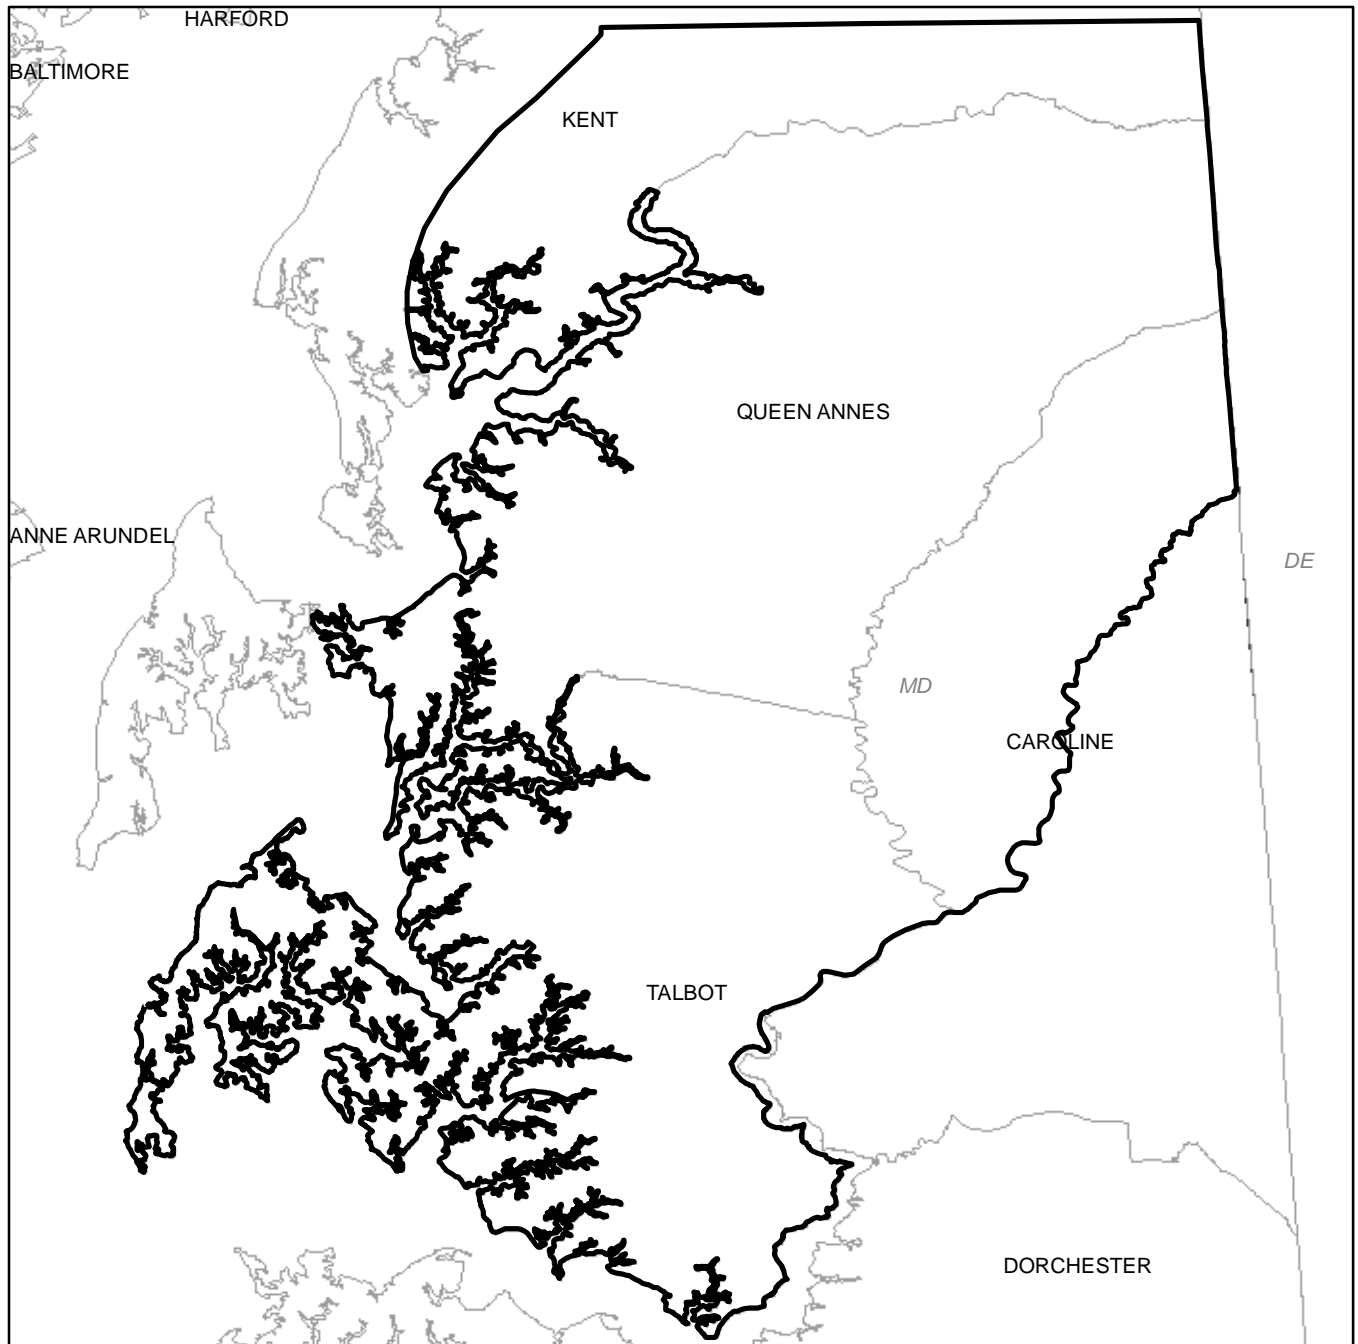 HARFORD
BALTIMORE
KENT
QUEEN ANNES
ANNE ARUNDEL
DE
MD
CAROLINE
TALBOT
DORCHESTER